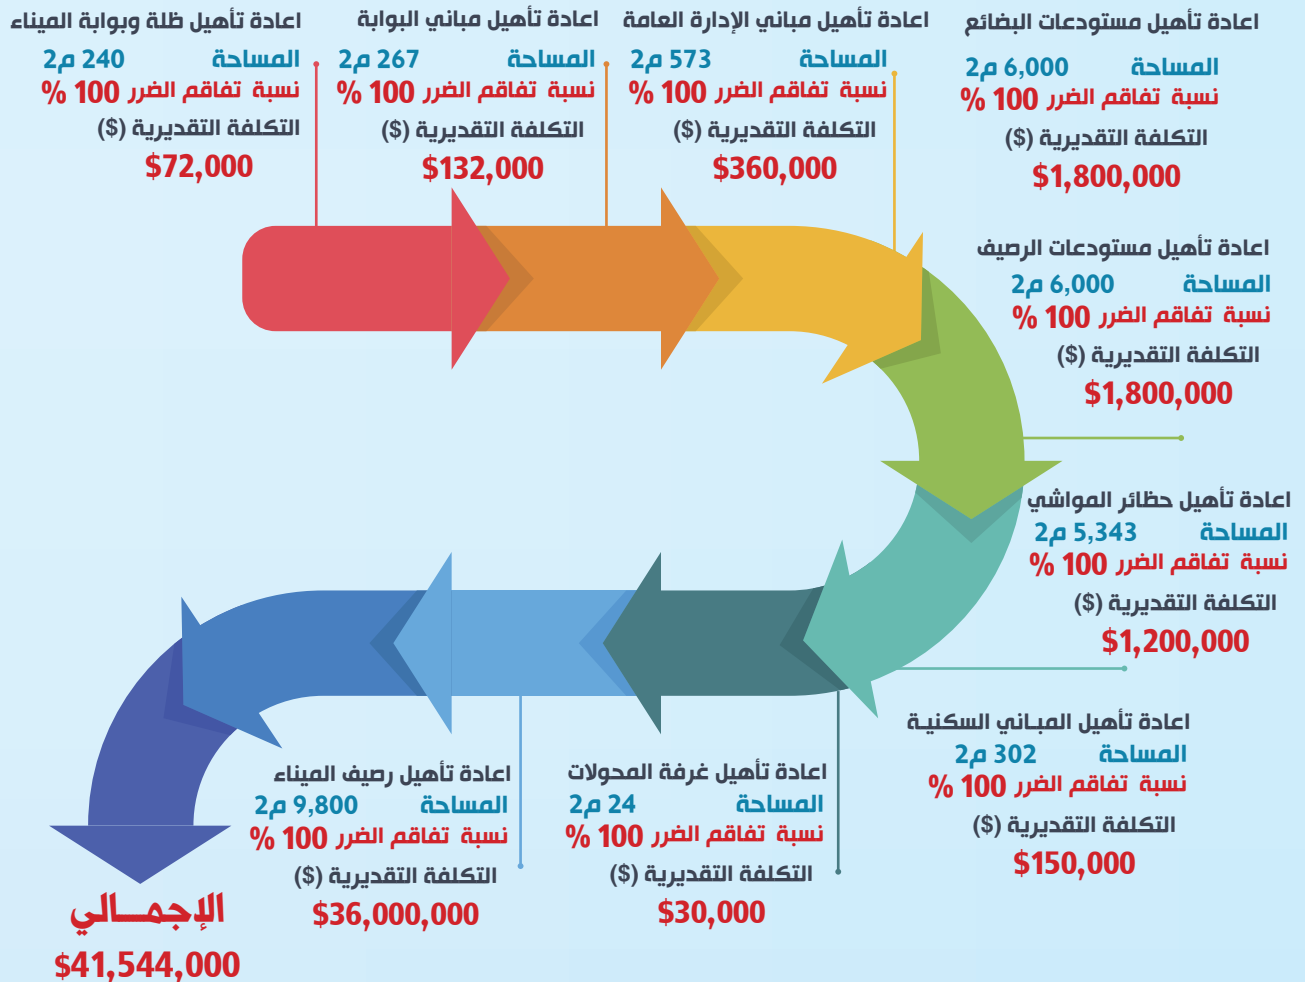 اعادة تأهيل ظلة وبوابة الميناء
المساحة 240 م2
نسبة تفاقم الضرر 100 %
التكلفة التقديرية ($)
$72,000
اعادة تأهيل مباني البوابة
المساحة 267 م2
نسبة تفاقم الضرر 100 %
التكلفة التقديرية ($)
$132,000
اعادة تأهيل مباني الإدارة العامة
المساحة 573 م2
نسبة تفاقم الضرر 100 %
التكلفة التقديرية ($)
$360,000
اعادة تأهيل مستودعات البضائع
المساحة 6,000 م2
نسبة تفاقم الضرر 100 %
التكلفة التقديرية ($)
$1,800,000
اعادة تأهيل مستودعات الرصيف
المساحة 6,000 م2
نسبة تفاقم الضرر 100 %
التكلفة التقديرية ($)
$1,800,000
اعادة تأهيل حظائر المواشي
المساحة 5,343 م2
نسبة تفاقم الضرر 100 %
التكلفة التقديرية ($)
$1,200,000
اعادة تأهيل المبـاني السكنيـة
المساحة 302 م2
نسبة تفاقم الضرر 100 %
التكلفة التقديرية ($)
$150,000
اعادة تأهيل غرفة المحولات
المساحة 24 م2
نسبة تفاقم الضرر 100 %
التكلفة التقديرية ($)
$30,000
اعادة تأهيل رصيف الميناء
المساحة 9,800 م2
نسبة تفاقم الضرر 100 %
التكلفة التقديرية ($)
$36,000,000
الإجمـــالي
$41,544,000